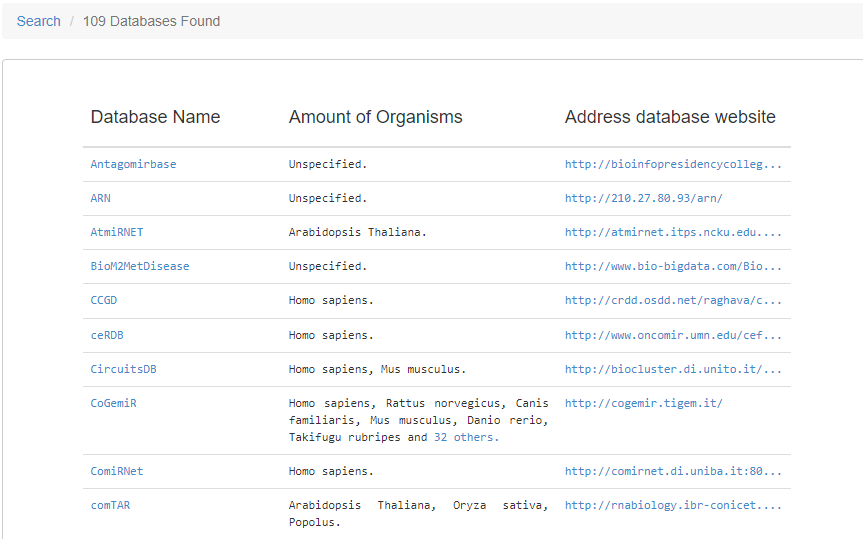 Search / 109 Databases Found
Database Name Amount of Organisms Address database website
Antagomirbase Unspecified. http://bioinfopresidencycolleg...
ARN Unspecified. http://210.27.80.93/arn/
AtmiRNET Arabidopsis Thaliana. http://atmirnet.itps.ncku.edu....
BioM2MetDisease Unspecified. http://www.bio-bigdata.com/Bio...
CCGD Homo sapiens. http://crdd.osdd.net/raghava/c...
ceRDB Homo sapiens. http://www.oncomir.umn.edu/cef...
CircuitsDB Homo sapiens, Mus musculus. http://biocluster.di.unito.it/...
CoGemiR Homo sapiens, Rattus norvegicus, Canis http://cogemir.tigem.it/
familiaris, Mus musculus, Danio rerio,
Takifugu rubripes and 32 others.
ComiRNet Homo sapiens. http://comirnet.di.uniba.it:80...
comTAR Arabidopsis Thaliana, Oryza sativa, http://rnabiology.ibr-conicet....
Popolus.